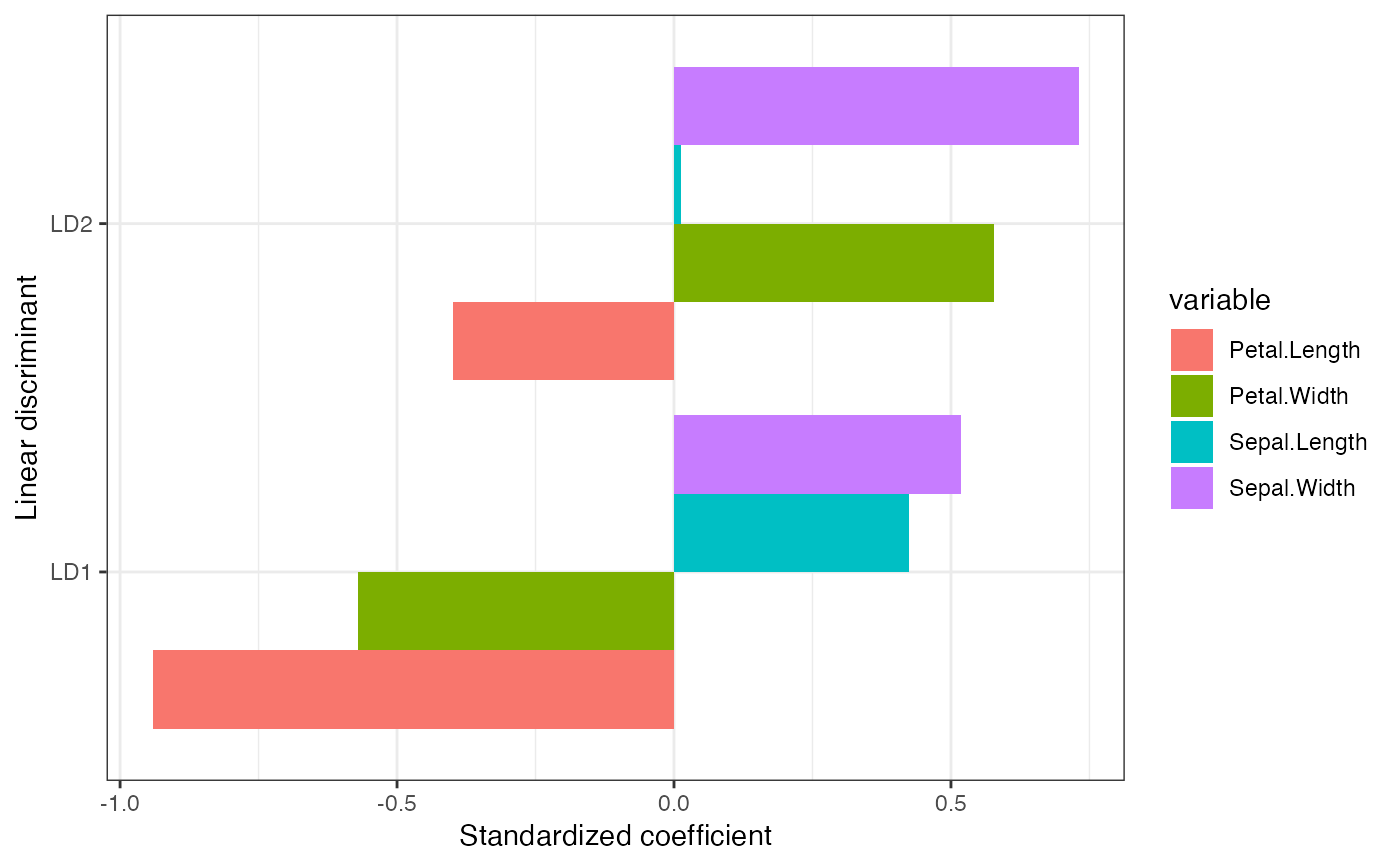 LD2
LD1
Linear discriminant
-1.0
-0.5
0.0
0.5
Standardized coefficient
variable
Petal.Length
Petal.Width
Sepal.Length
Sepal.Width